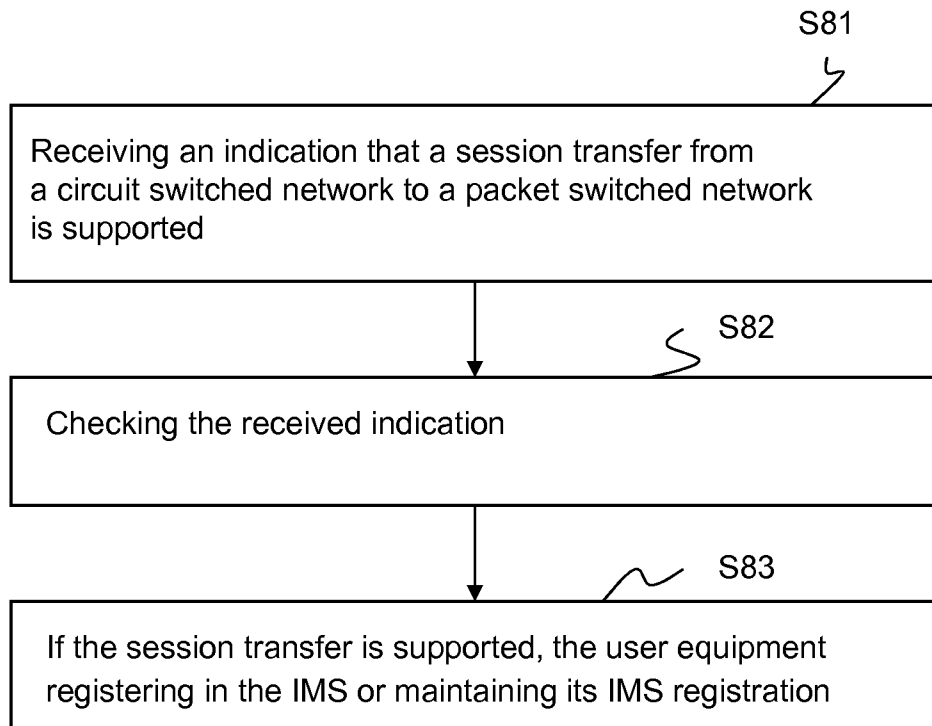 S81
Receiving an indication that a session transfer from
a circuit switched network to a packet switched network
is supported
S82
Checking the received indication
S83
If the session transfer is supported, the user equipment
registering in the IMS or maintaining its IMS registration